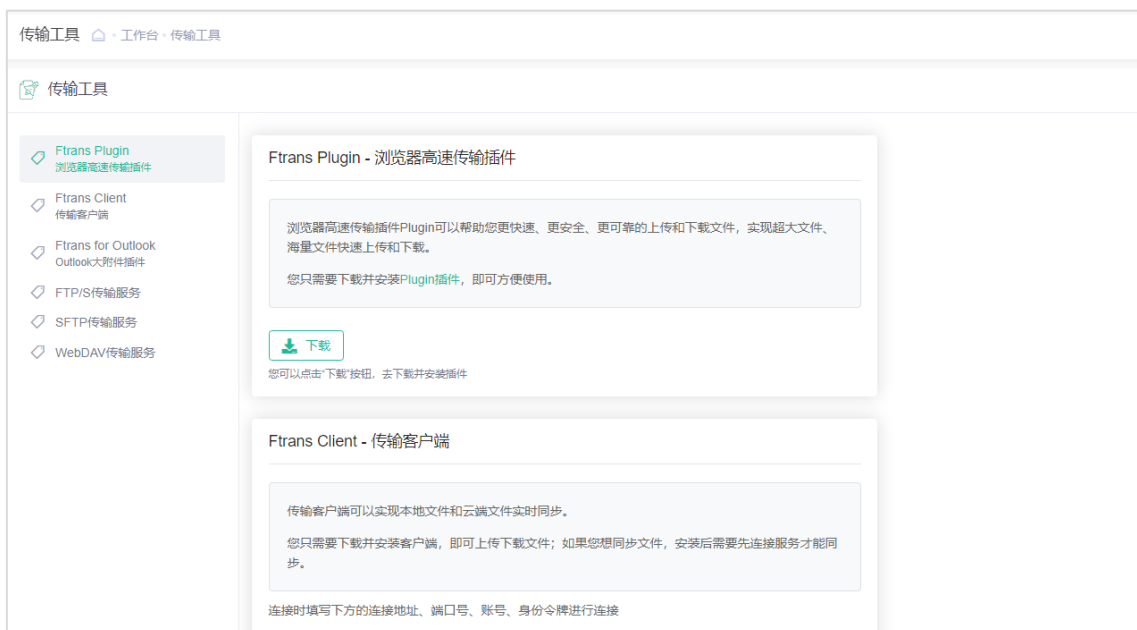 传输工具 工作台 传输工具
传输工具
Ftrans Plugin
浏览器高速传输插件
Ftrans Client
传输客户端
Ftrans for Outlook
Outlook大附件插件
FTP/S传输服务
SFTP传输服务
WebDAV传输服务
Ftrans Plugin - 浏览器高速传输插件
浏览器高速传输插件Plugin可以帮助您更快速、更安全、更可靠的上传和下载文件，实现超大文件、
海量文件快速上传和下载。
您只需要下载并安装Plugin插件，即可方便使用。
下载
您可以点击“下载”按钮，去下载并安装插件
Ftrans Client - 传输客户端
传输客户端可以实现本地文件和云端文件实时同步。
您只需要下载并安装客户端，即可上传下载文件；如果您想同步文件，安装后需要先连接服务才能同
步。
连接时填写下方的连接地址、端口号、账号、身份令牌进行连接